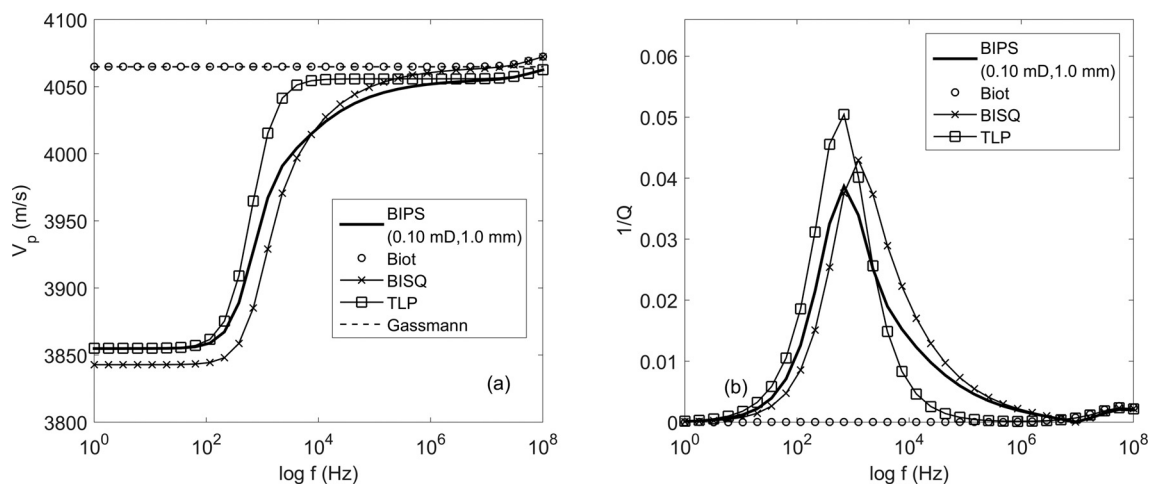 4100
4050
4000
3950
3900
3850
3800
V_p (m/s)
10^0
10^2
10^4
10^6
10^8
log f (Hz)
BIPS
(0.10 mD,1.0 mm)
Biot
BISQ
TLP
Gassmann
(a)
0.06
0.05
0.04
0.03
0.02
0.01
0
1/Q
10^0
10^2
10^4
10^6
10^8
log f (Hz)
BIPS
(0.10 mD,1.0 mm)
Biot
BISQ
TLP
(b)